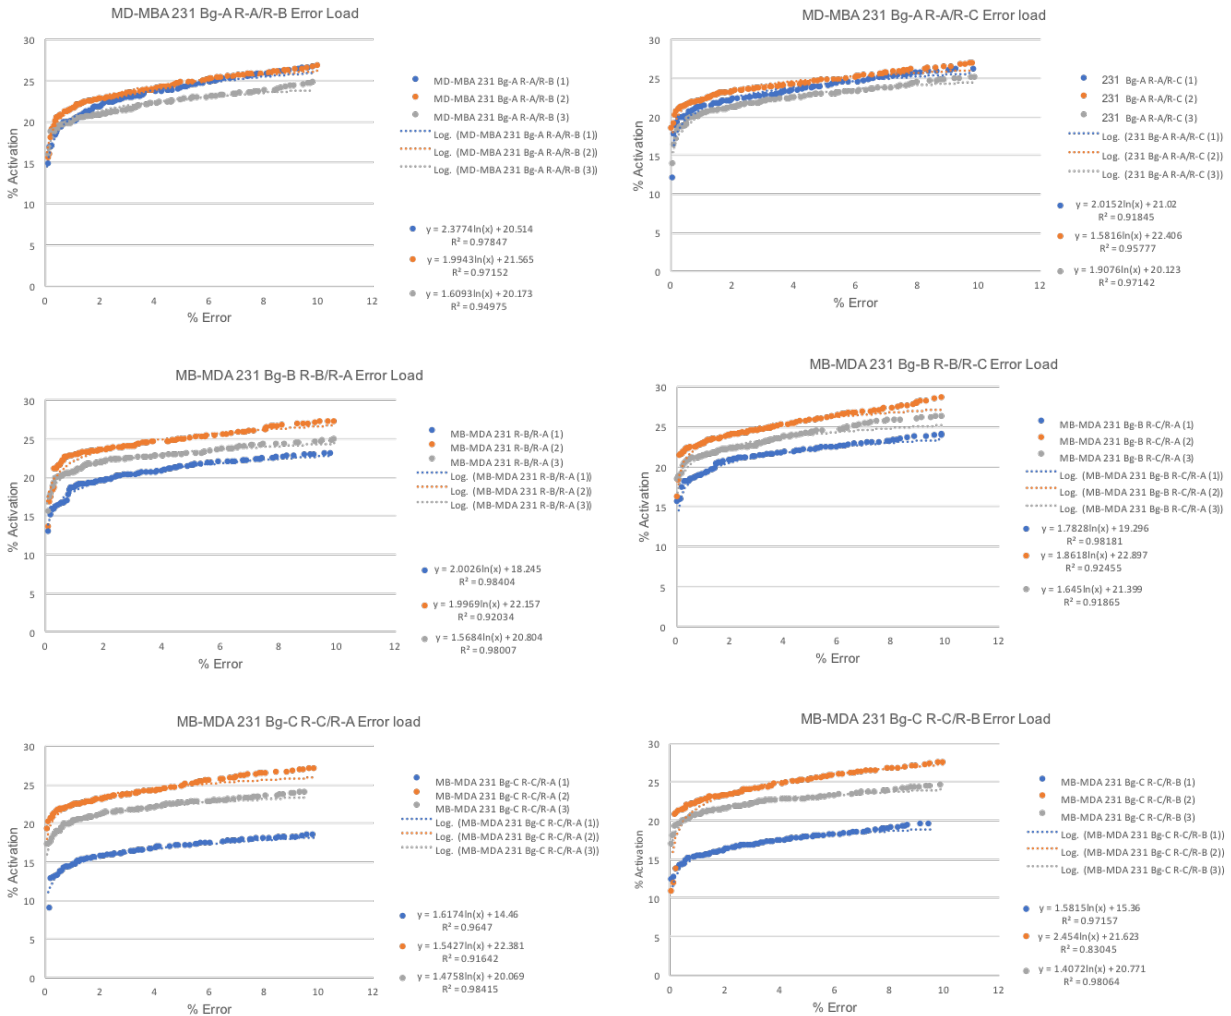 MD-MBA 231 Bg-A R-A/R-B Error Load
30
25
20
15
10
5
0
% Activation
0 2 4 6 8 10 12
% Error
MD-MBA 231 Bg-A R-A/R-B (1)
MD-MBA 231 Bg-A R-A/R-B (2)
MD-MBA 231 Bg-A R-A/R-B (3)
Log. (MD-MBA 231 Bg-A R-A/R-B (1))
Log. (MD-MBA 231 Bg-A R-A/R-B (2))
Log. (MD-MBA 231 Bg-A R-A/R-B (3))
y = 2.3774ln(x) + 20.514
R² = 0.97847
y = 1.9943ln(x) + 21.565
R² = 0.97152
y = 1.6093ln(x) + 20.173
R² = 0.94975
MD-MBA 231 Bg-A R-A/R-C Error load
30
25
20
15
10
5
0
% Activation
0 2 4 6 8 10 12
% Error
231 Bg-A R-A/R-C (1)
231 Bg-A R-A/R-C (2)
231 Bg-A R-A/R-C (3)
Log. (231 Bg-A R-A/R-C (1))
Log. (231 Bg-A R-A/R-C (2))
Log. (231 Bg-A R-A/R-C (3))
y = 2.0152ln(x) + 21.02
R² = 0.91845
y = 1.5816ln(x) + 22.406
R² = 0.95777
y = 1.9076ln(x) + 20.123
R² = 0.97142
MB-MDA 231 Bg-B R-B/R-A Error Load
30
25
20
15
10
5
0
% Activation
0 2 4 6 8 10 12
% Error
MB-MDA 231 R-B/R-A (1)
MB-MDA 231 R-B/R-A (2)
MB-MDA 231 R-B/R-A (3)
Log. (MB-MDA 231 R-B/R-A (1))
Log. (MB-MDA 231 R-B/R-A (2))
Log. (MB-MDA 231 R-B/R-A (3))
y = 2.0026ln(x) + 18.245
R² = 0.98404
y = 1.9969ln(x) + 22.157
R² = 0.92034
y = 1.5684ln(x) + 20.804
R² = 0.98007
MB-MDA 231 Bg-B R-B/R-C Error Load
30
25
20
15
10
5
0
% Activation
0 2 4 6 8 10 12
% Error
MB-MDA 231 Bg-B R-C/R-A (1)
MB-MDA 231 Bg-B R-C/R-A (2)
MB-MDA 231 Bg-B R-C/R-A (3)
Log. (MB-MDA 231 Bg-B R-C/R-A (1))
Log. (MB-MDA 231 Bg-B R-C/R-A (2))
Log. (MB-MDA 231 Bg-B R-C/R-A (3))
y = 1.7828ln(x) + 19.296
R² = 0.98181
y = 1.8618ln(x) + 22.897
R² = 0.92455
y = 1.645ln(x) + 21.399
R² = 0.91865
MB-MDA 231 Bg-C R-C/R-A Error load
30
25
20
15
10
5
0
% Activation
0 2 4 6 8 10 12
% Error
MB-MDA 231 Bg-C R-C/R-A (1)
MB-MDA 231 Bg-C R-C/R-A (2)
MB-MDA 231 Bg-C R-C/R-A (3)
Log. (MB-MDA 231 Bg-C R-C/R-A (1))
Log. (MB-MDA 231 Bg-C R-C/R-A (2))
Log. (MB-MDA 231 Bg-C R-C/R-A (3))
y = 1.6174ln(x) + 14.46
R² = 0.9647
y = 1.5427ln(x) + 22.381
R² = 0.91642
y = 1.4758ln(x) + 20.069
R² = 0.98415
MB-MDA 231 Bg-C R-C/R-B Error Load
30
25
20
15
10
5
0
% Activation
0 2 4 6 8 10 12
% Error
MB-MDA 231 Bg-C R-C/R-B (1)
MB-MDA 231 Bg-C R-C/R-B (2)
MB-MDA 231 Bg-C R-C/R-B (3)
Log. (MB-MDA 231 Bg-C R-C/R-B (1))
Log. (MB-MDA 231 Bg-C R-C/R-B (2))
Log. (MB-MDA 231 Bg-C R-C/R-B (3))
y = 1.5815ln(x) + 15.36
R² = 0.97157
y = 2.454ln(x) + 21.623
R² = 0.83045
y = 1.4072ln(x) + 20.771
R² = 0.98064